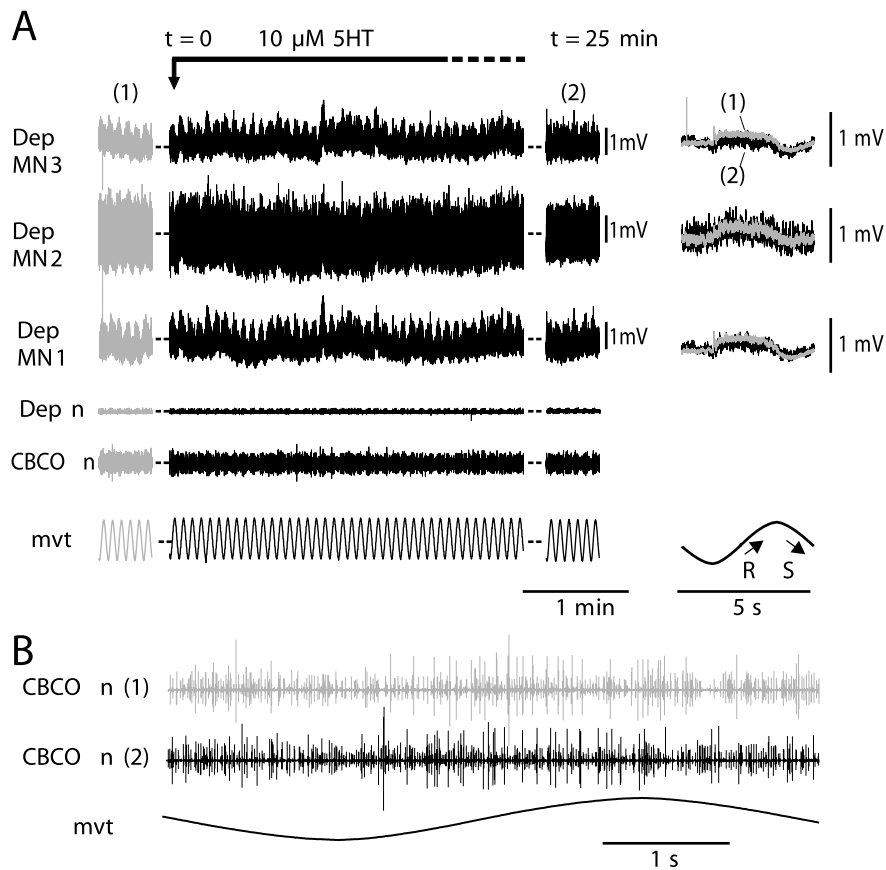 A
t = 0 10 µM 5HT t = 25 min
(1) (2)
Dep MN3 1mV (1) (2) 1 mV
Dep MN2 1mV 1 mV
Dep MN1 1mV 1 mV
Dep n
CBCO n
mvt R S
1 min 5 s
B
CBCO n (1)
CBCO n (2)
mvt
1 s